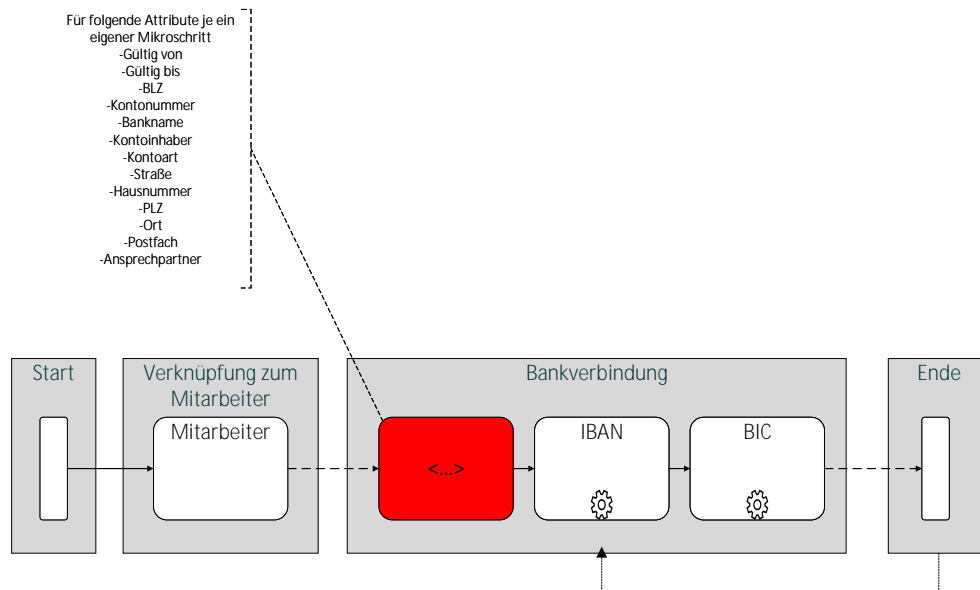 Für folgende Attribute je ein
eigener Mikroschritt
-Gültig von
-Gültig bis
-BLZ
-Kontonummer
-Bankname
-Kontoinhaber
-Kontoart
-Straße
-Hausnummer
-PLZ
-Ort
-Postfach
-Ansprechpartner
Start
Verknüpfung zum
Mitarbeiter
Mitarbeiter
Bankverbindung
<...>
IBAN
BIC
Ende